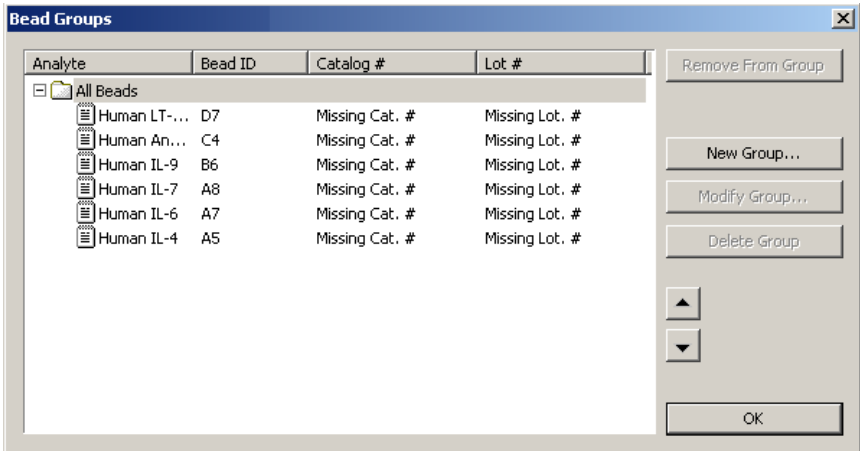 Bead Groups
Analyte Bead ID Catalog # Lot # Remove From Group
All Beads
Human LT-... D7 Missing Cat. # Missing Lot. #
Human An... C4 Missing Cat. # Missing Lot. #
Human IL-9 B6 Missing Cat. # Missing Lot. # New Group...
Human IL-7 A8 Missing Cat. # Missing Lot. # Modify Group...
Human IL-6 A7 Missing Cat. # Missing Lot. #
Human IL-4 A5 Missing Cat. # Missing Lot. # Delete Group
OK